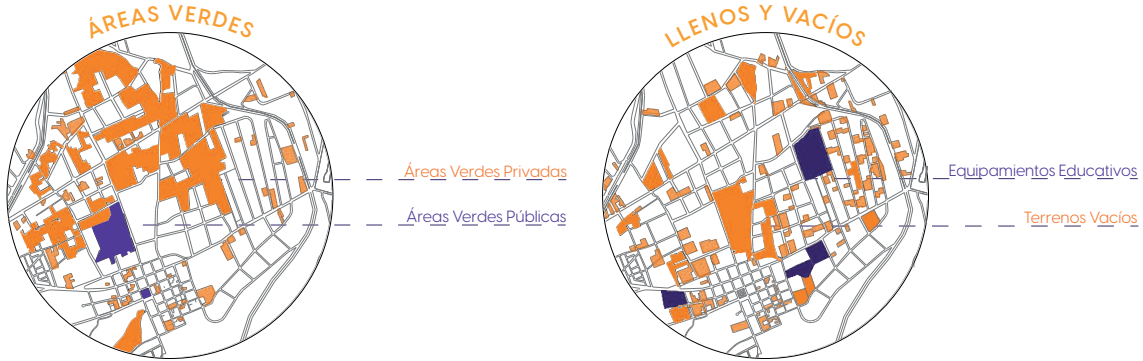 ÁREAS VERDES
Áreas Verdes Privadas
Áreas Verdes Públicas
LLENOS Y VACÍOS
Equipamientos Educativos
Terrenos Vacíos